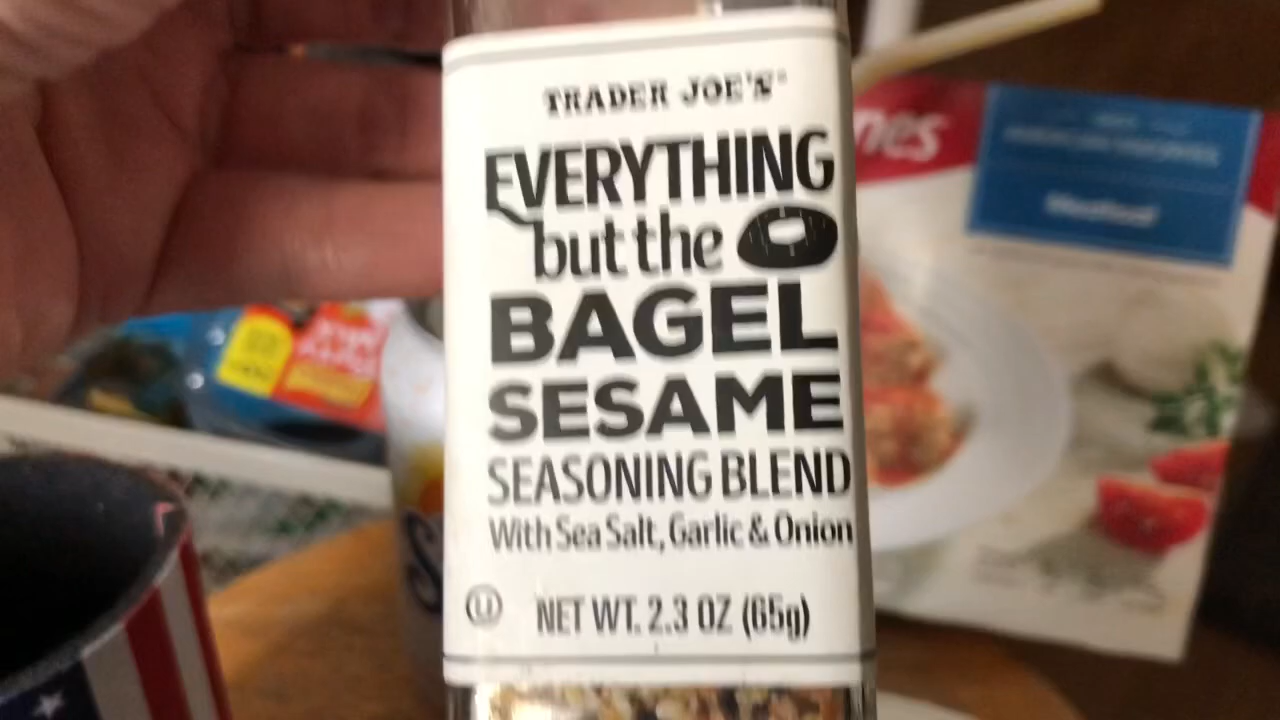 TRADER JOE'S
EVERYTHING
but the
BAGEL
SESAME
SEASONING BLEND
With Sea Salt, Garlic & Onion
U
NET WT. 2.3 OZ (65g)
nes